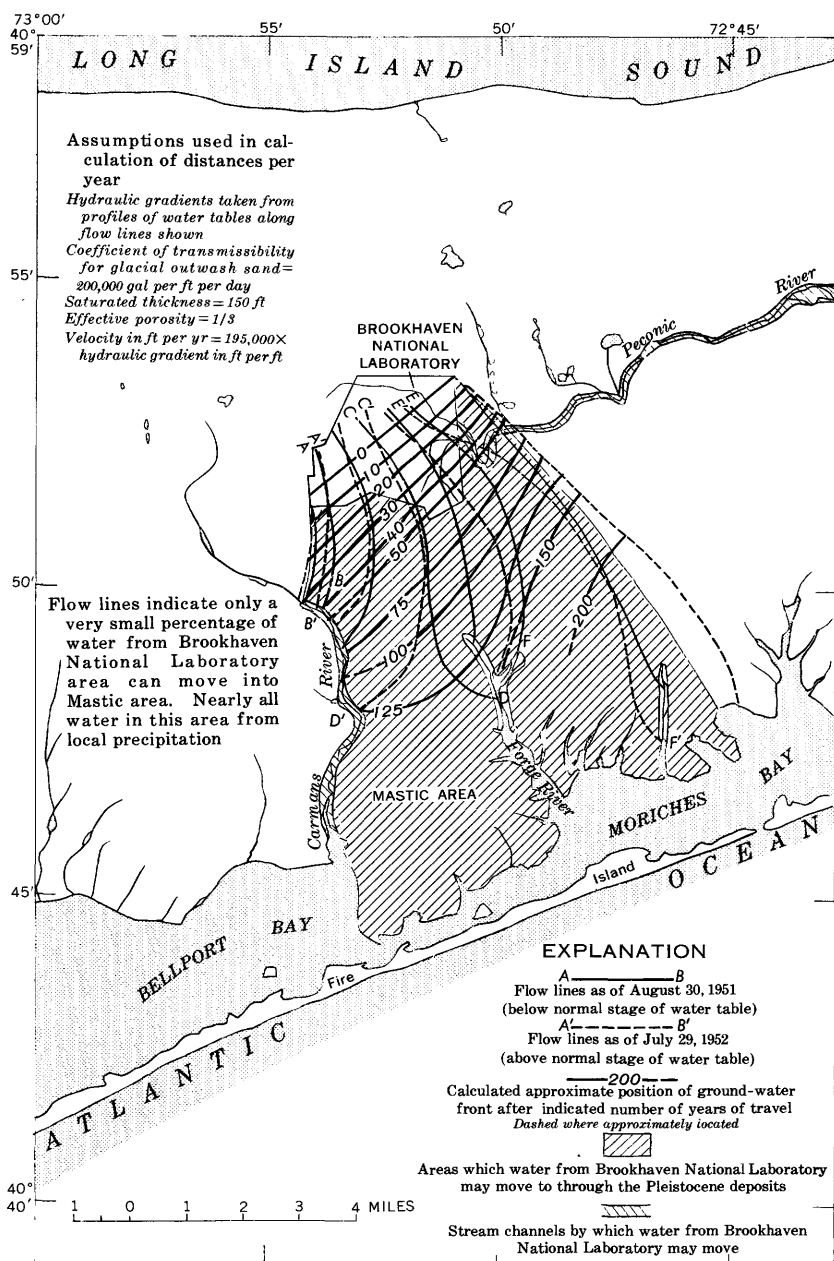 73°00′
55′
50′
72°45′
40°
59′
LONG ISLAND SOUND
Assumptions used in cal-
culation of distances per
year
Hydraulic gradients taken from
profiles of water tables along
flow lines shown
Coefficient of transmissibility
for glacial outwash sand=
200,000 gal per ft per day
Saturated thickness=150 ft
Effective porosity=1/3
Velocity in ft per yr=195,000×
hydraulic gradient in ft per ft
55′
River
Peconic
BROOKHAVEN
NATIONAL
LABORATORY
A
A′
C
C′
E
E′
0
10
20
30
40
50
75
100
125
150
200
50′
B
B′
Flow lines indicate only a
very small percentage of
water from Brookhaven
National Laboratory
area can move into
Mastic area. Nearly all
water in this area from
local precipitation
River
Carmans
D′
D
F
F′
Forge River
MASTIC AREA
MORICHES BAY
45′
BELLPORT BAY
Fire
Island
ATLANTIC OCEAN
EXPLANATION
A B
Flow lines as of August 30, 1951
(below normal stage of water table)
A′ B′
Flow lines as of July 29, 1952
(above normal stage of water table)
200
Calculated approximate position of ground-water
front after indicated number of years of travel
Dashed where approximately located
Areas which water from Brookhaven National Laboratory
may move to through the Pleistocene deposits
Stream channels by which water from Brookhaven
National Laboratory may move
40°
40′
1 0 1 2 3 4 MILES